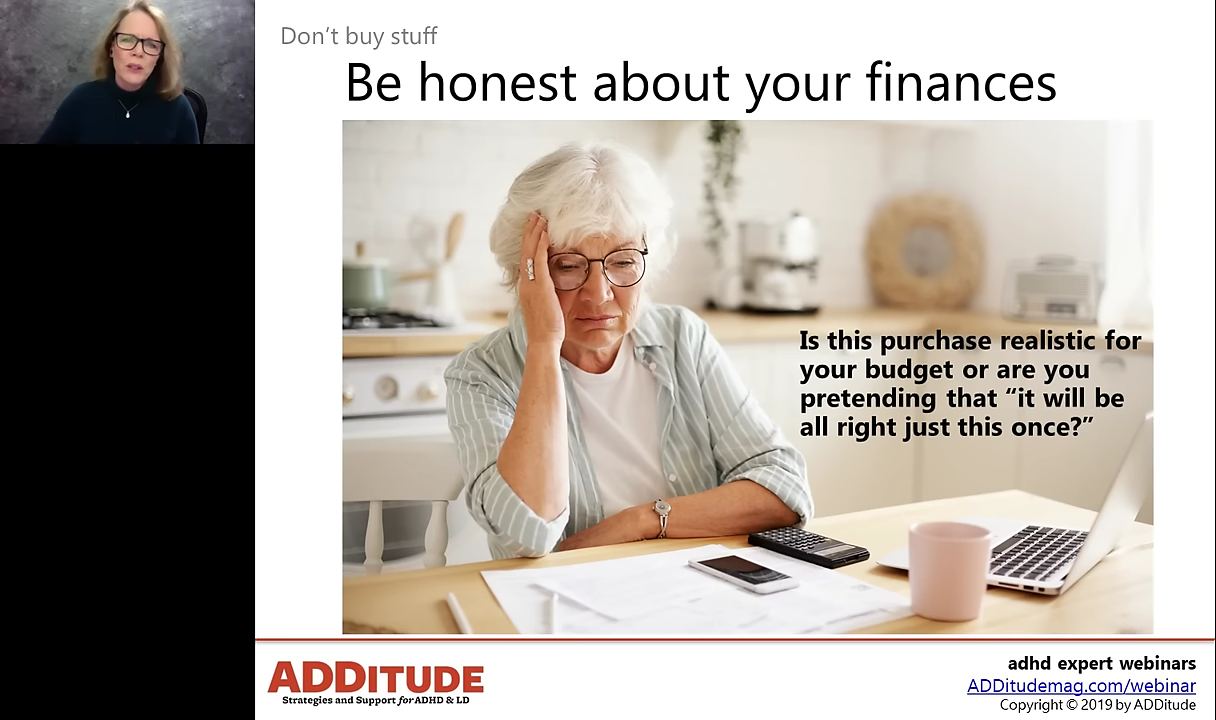 Don’t buy stuff
Be honest about your finances
Is this purchase realistic for
your budget or are you
pretending that “it will be
all right just this once?”
ADDITUDE
Strategies and Support for ADHD & LD
adhd expert webinars
ADDitudemag.com/webinar
Copyright © 2019 by ADDitude